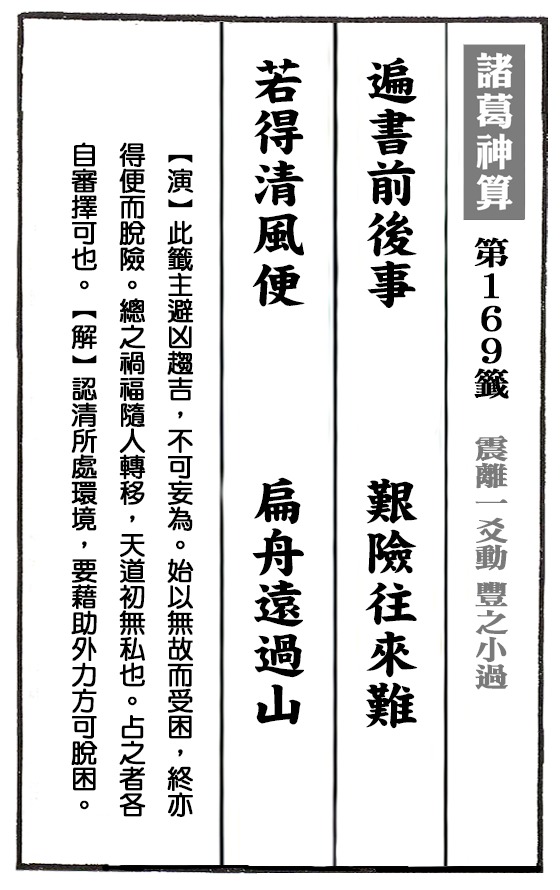 諸葛神算 第169籤 震離一爻動 豐之小過
遍書前後事 艱險往來難
若得清風便 扁舟遠過山
【演】此籤主避凶趨吉，不可妄為。始以無故而受困，終亦
得便而脫險。總之禍福隨人轉移，天道初無私也。占之者各
自審擇可也。【解】認清所處環境，要藉助外力方可脫困。